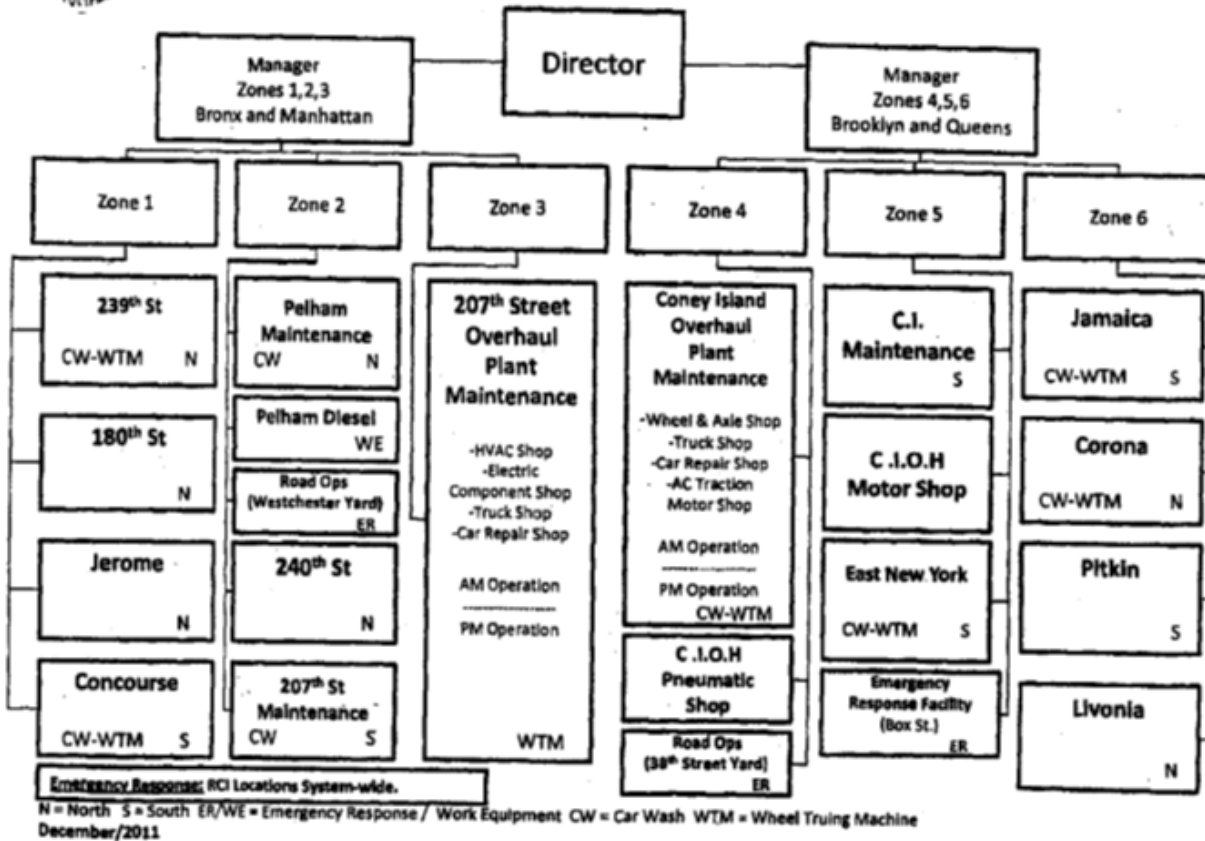 Director
Manager
Zones 1,2,3
Bronx and Manhattan
Manager
Zones 4,5,6
Brooklyn and Queens
Zone 1
Zone 2
Zone 3
Zone 4
Zone 5
Zone 6
239th St
CW-WTM N
180th St
N
Jerome
N
Concourse
CW-WTM S
Pelham
Maintenance
CW N
Pelham Diesel
WE
Road Ops
(Westchester Yard)
ER
240th St
N
207th St
Maintenance
CW S
207th Street
Overhaul
Plant
Maintenance
-HVAC Shop
-Electric
Component Shop
-Truck Shop
-Car Repair Shop
AM Operation
------------
PM Operation
WTM
Coney Island
Overhaul
Plant
Maintenance
-Wheel & Axle Shop
-Truck Shop
-Car Repair Shop
-AC Traction
Motor Shop
AM Operation
------------
PM Operation
CW-WTM
C .I.O.H
Pneumatic
Shop
Road Ops
(38th Street Yard)
ER
C.I.
Maintenance
S
C .I.O.H
Motor Shop
East New York
CW-WTM S
Emergency
Response Facility
(Box St.)
ER
Jamaica
CW-WTM S
Corona
CW-WTM N
Pitkin
S
Livonia
N
Emergency Response: RCI Locations System-wide.
N = North S = South ER/WE = Emergency Response / Work Equipment CW = Car Wash WTM = Wheel Truing Machine
December/2011